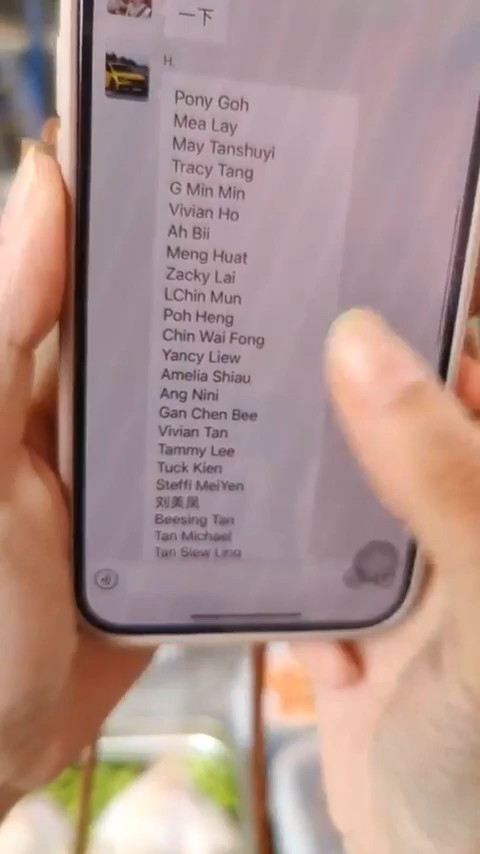 一下
H.
Pony Goh
Mea Lay
May Tanshuyi
Tracy Tang
G Min Min
Vivian Ho
Ah Bii
Meng Huat
Zacky Lai
LChin Mun
Poh Heng
Chin Wai Fong
Yancy Liew
Amelia Shiau
Ang Nini
Gan Chen Bee
Vivian Tan
Tammy Lee
Tuck Kien
Steffi MeiYen
刘美凤
Beesing Tan
Tan Michael
Tan Siew Ling